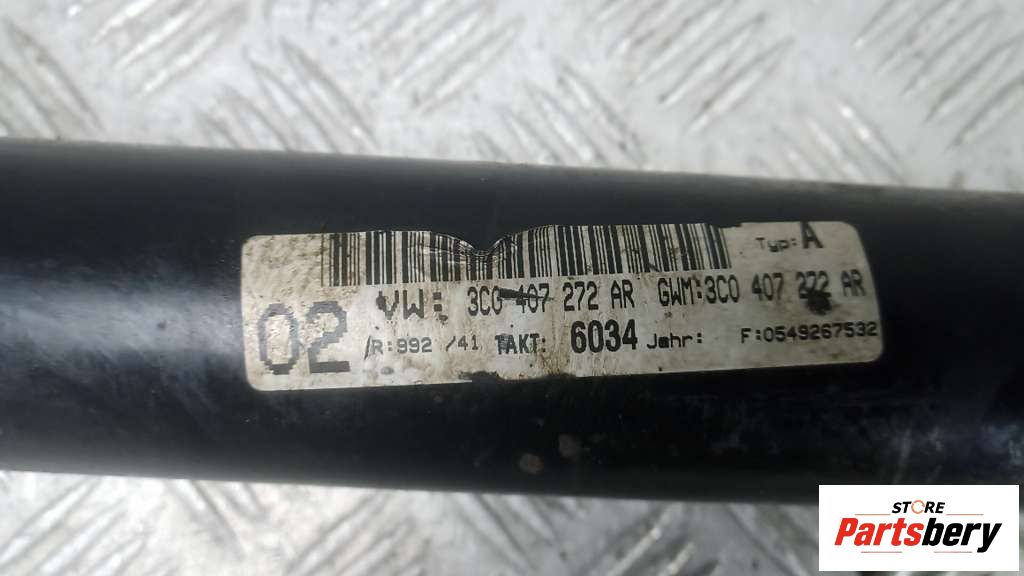 Typ: A
VW: 3C0 407 272 AR GWM:3C0 407 272 AR
02 /R:992 /41 TAKT: 6034 Jahr: F:0549267532
STORE
Partsbery